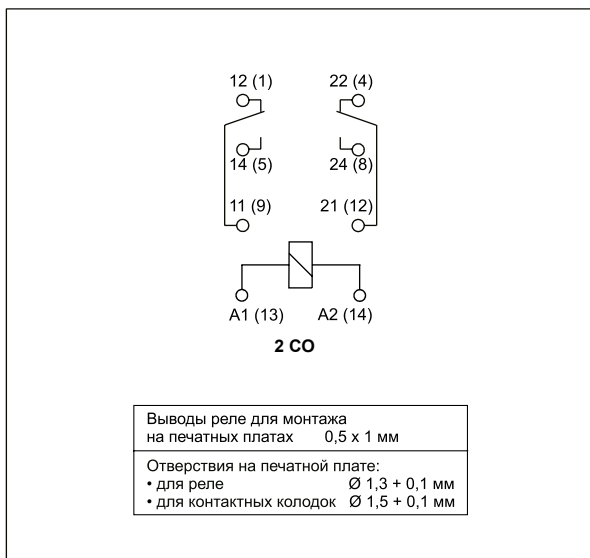 12 (1) 22 (4)
14 (5) 24 (8)
11 (9) 21 (12)
A1 (13) A2 (14)
2 CO
Выводы реле для монтажа
на печатных платах 0,5 x 1 мм
Отверстия на печатной плате:
• для реле Ø 1,3 + 0,1 мм
• для контактных колодок Ø 1,5 + 0,1 мм